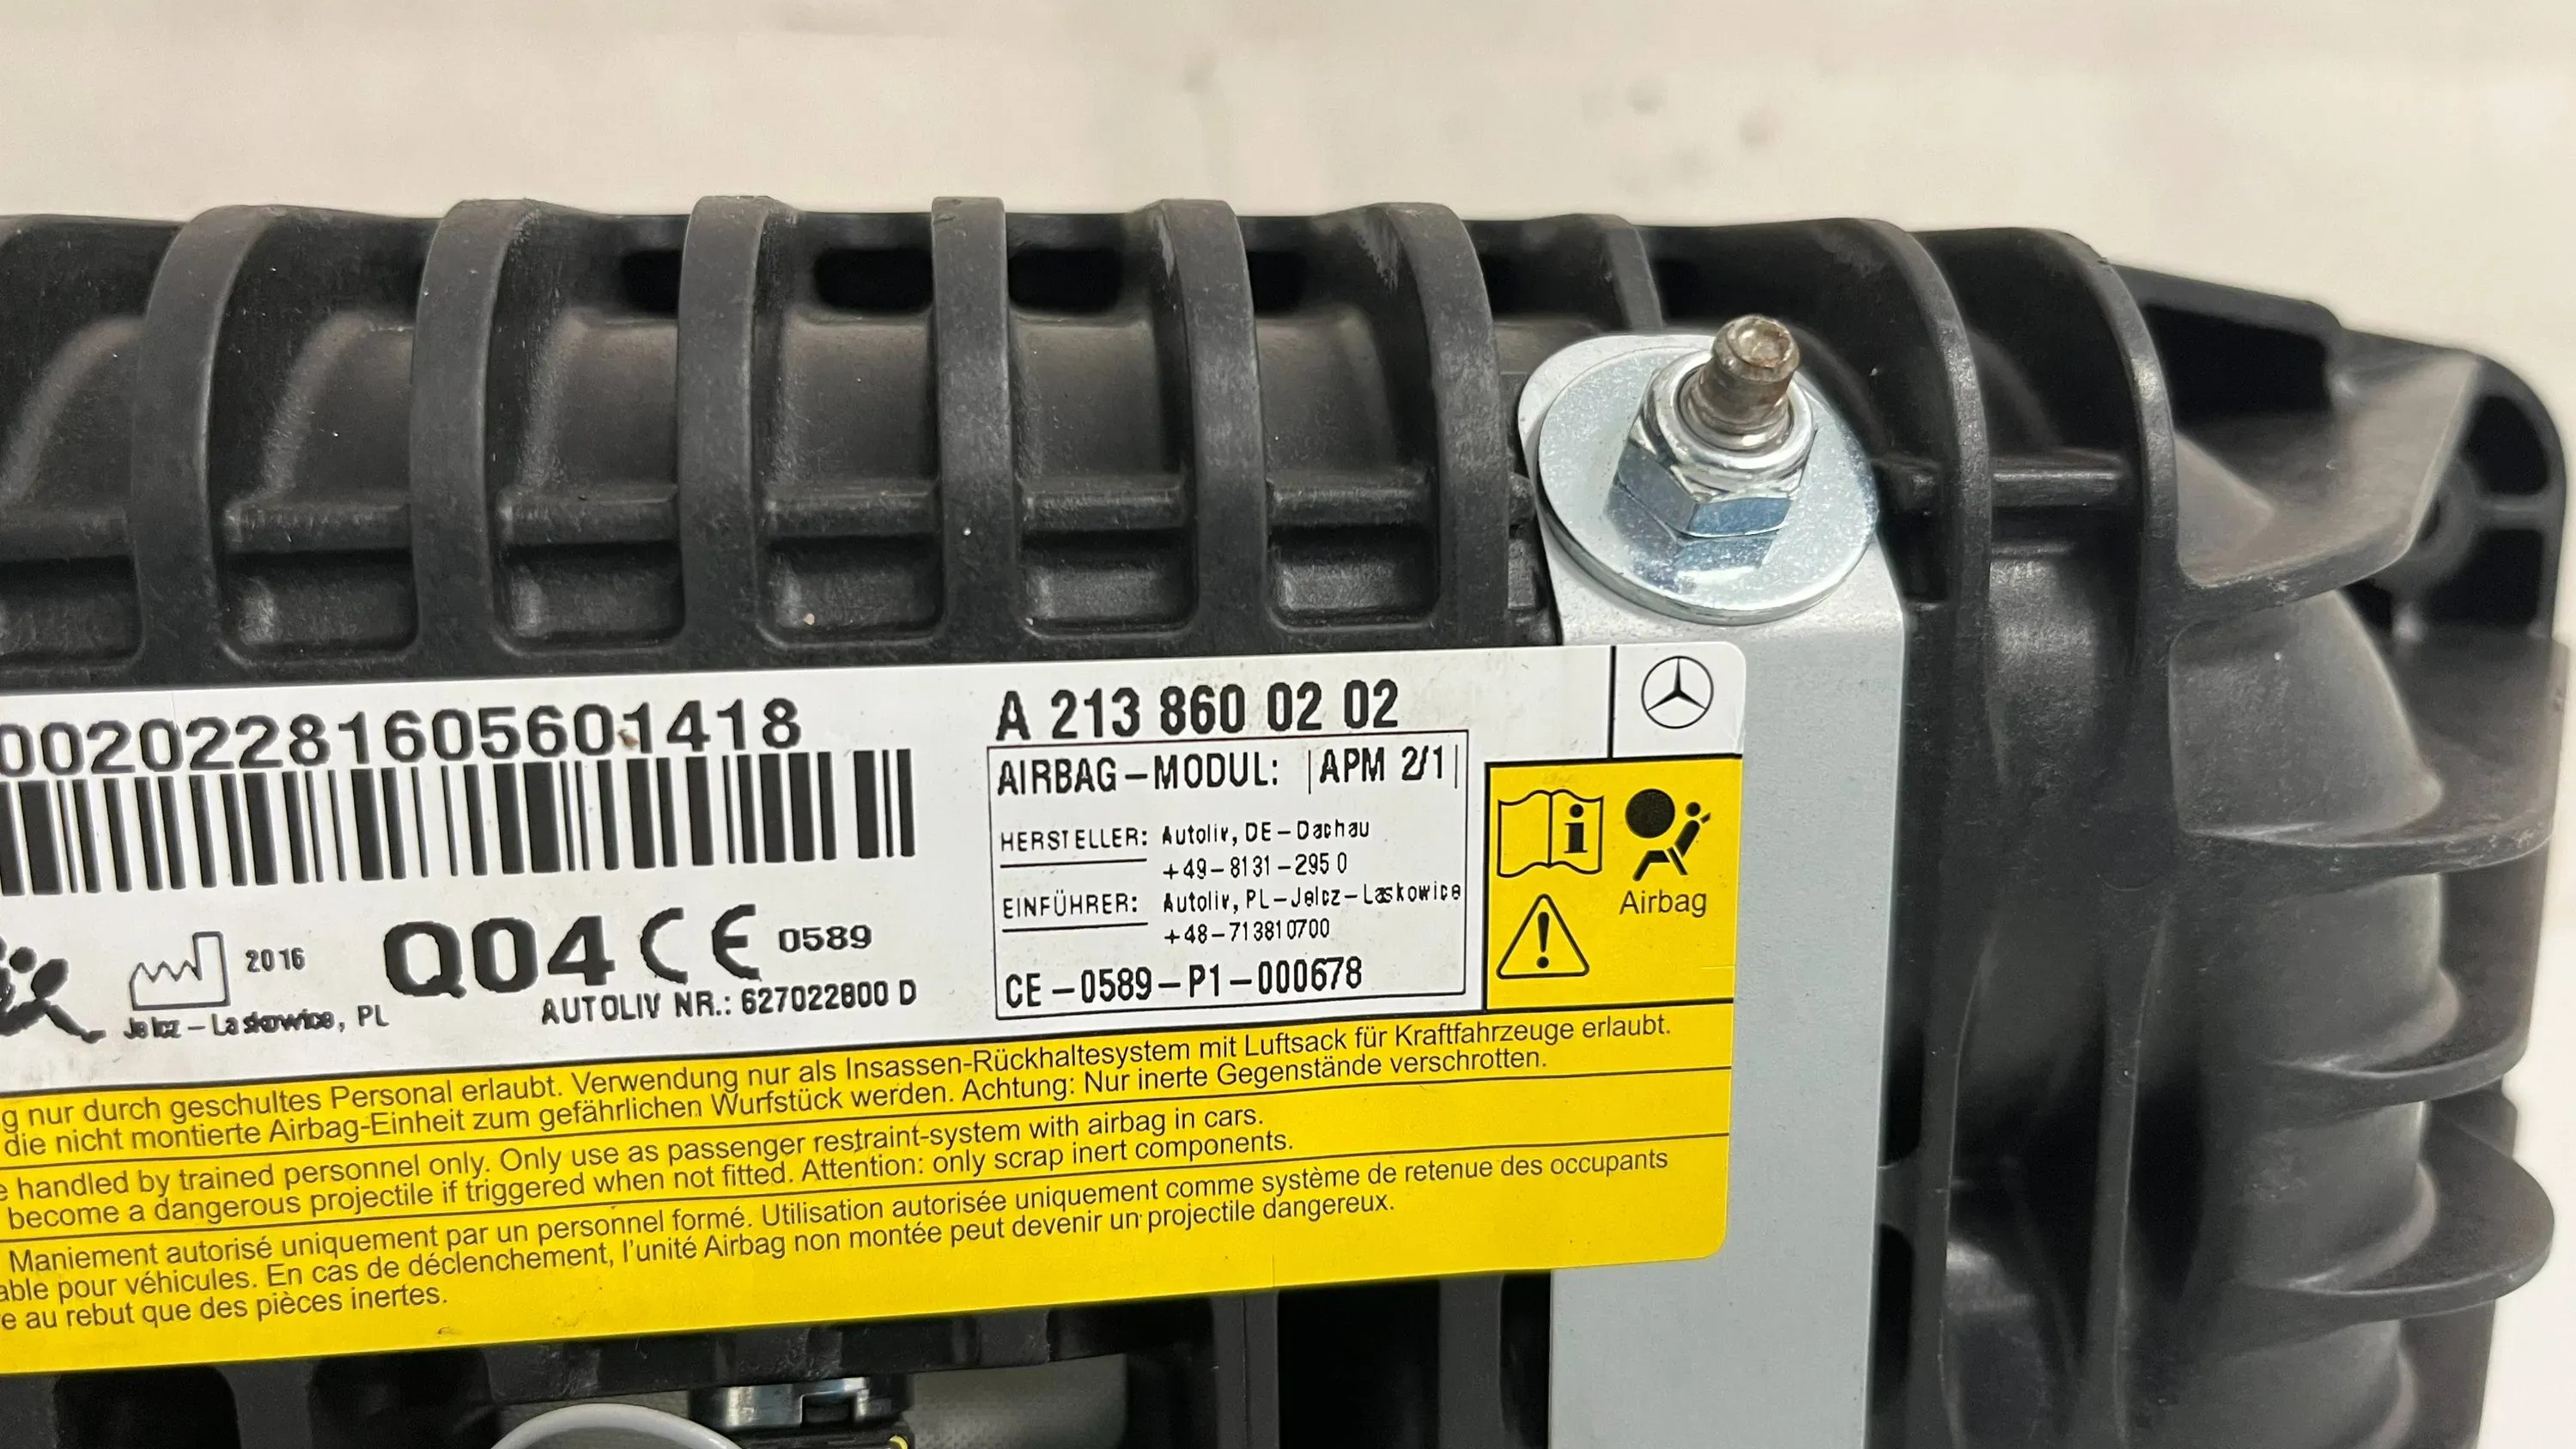 00202281605601418
A 213 860 02 02
AIRBAG-MODUL: APM 2/1
HERSTELLER: Autoliv, DE-Dachau
+49-8131-295 0
EINFÜHRER: Autoliv, PL-Jelcz-Laskowice
+48-713810700
CE-0589-P1-000678
i
Airbag
2016
Q04 CE 0589
Jelcz-Laskowice, PL
AUTOLIV NR.: 627022800 D
g nur durch geschultes Personal erlaubt. Verwendung nur als Insassen-Rückhaltesystem mit Luftsack für Kraftfahrzeuge erlaubt.
die nicht montierte Airbag-Einheit zum gefährlichen Wurfstück werden. Achtung: Nur inerte Gegenstände verschrotten.
e handled by trained personnel only. Only use as passenger restraint-system with airbag in cars.
become a dangerous projectile if triggered when not fitted. Attention: only scrap inert components.
Maniement autorisé uniquement par un personnel formé. Utilisation autorisée uniquement comme système de retenue des occupants
able pour véhicules. En cas de déclenchement, l'unité Airbag non montée peut devenir un projectile dangereux.
e au rebut que des pièces inertes.